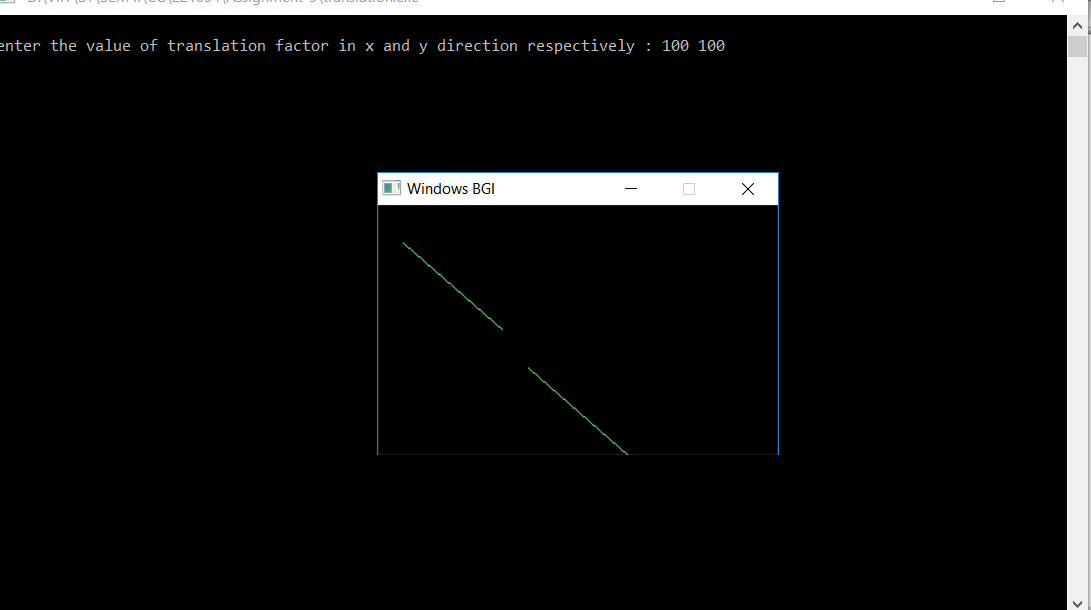 enter the value of translation factor in x and y direction respectively : 100 100
Windows BGI